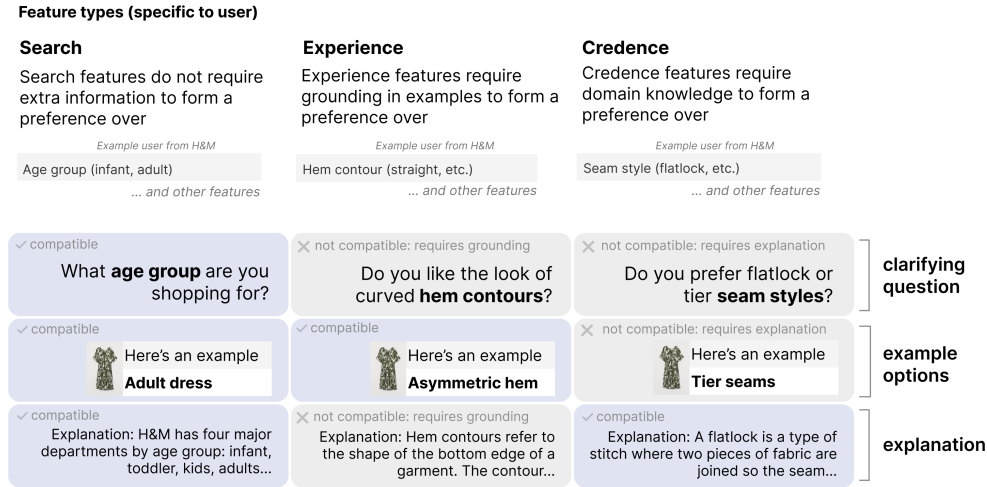 Feature types (specific to user)
Search
Search features do not require
extra information to form a
preference over
Example user from H&M
Age group (infant, adult)
... and other features
Experience
Experience features require
grounding in examples to form a
preference over
Example user from H&M
Hem contour (straight, etc.)
... and other features
Credence
Credence features require
domain knowledge to form a
preference over
Example user from H&M
Seam style (flatlock, etc.)
... and other features
compatible
What age group are you
shopping for?
not compatible: requires grounding
Do you like the look of
curved hem contours?
not compatible: requires explanation
Do you prefer flatlock or
tier seam styles?
clarifying
question
compatible
Here's an example
Adult dress
compatible
Here's an example
Asymmetric hem
not compatible: requires explanation
Here's an example
Tier seams
example
options
compatible
Explanation: H&M has four major
departments by age group: infant,
toddler, kids, adults...
not compatible: requires grounding
Explanation: Hem contours refer to
the shape of the bottom edge of a
garment. The contour...
compatible
Explanation: A flatlock is a type of
stitch where two pieces of fabric are
joined so the seam...
explanation